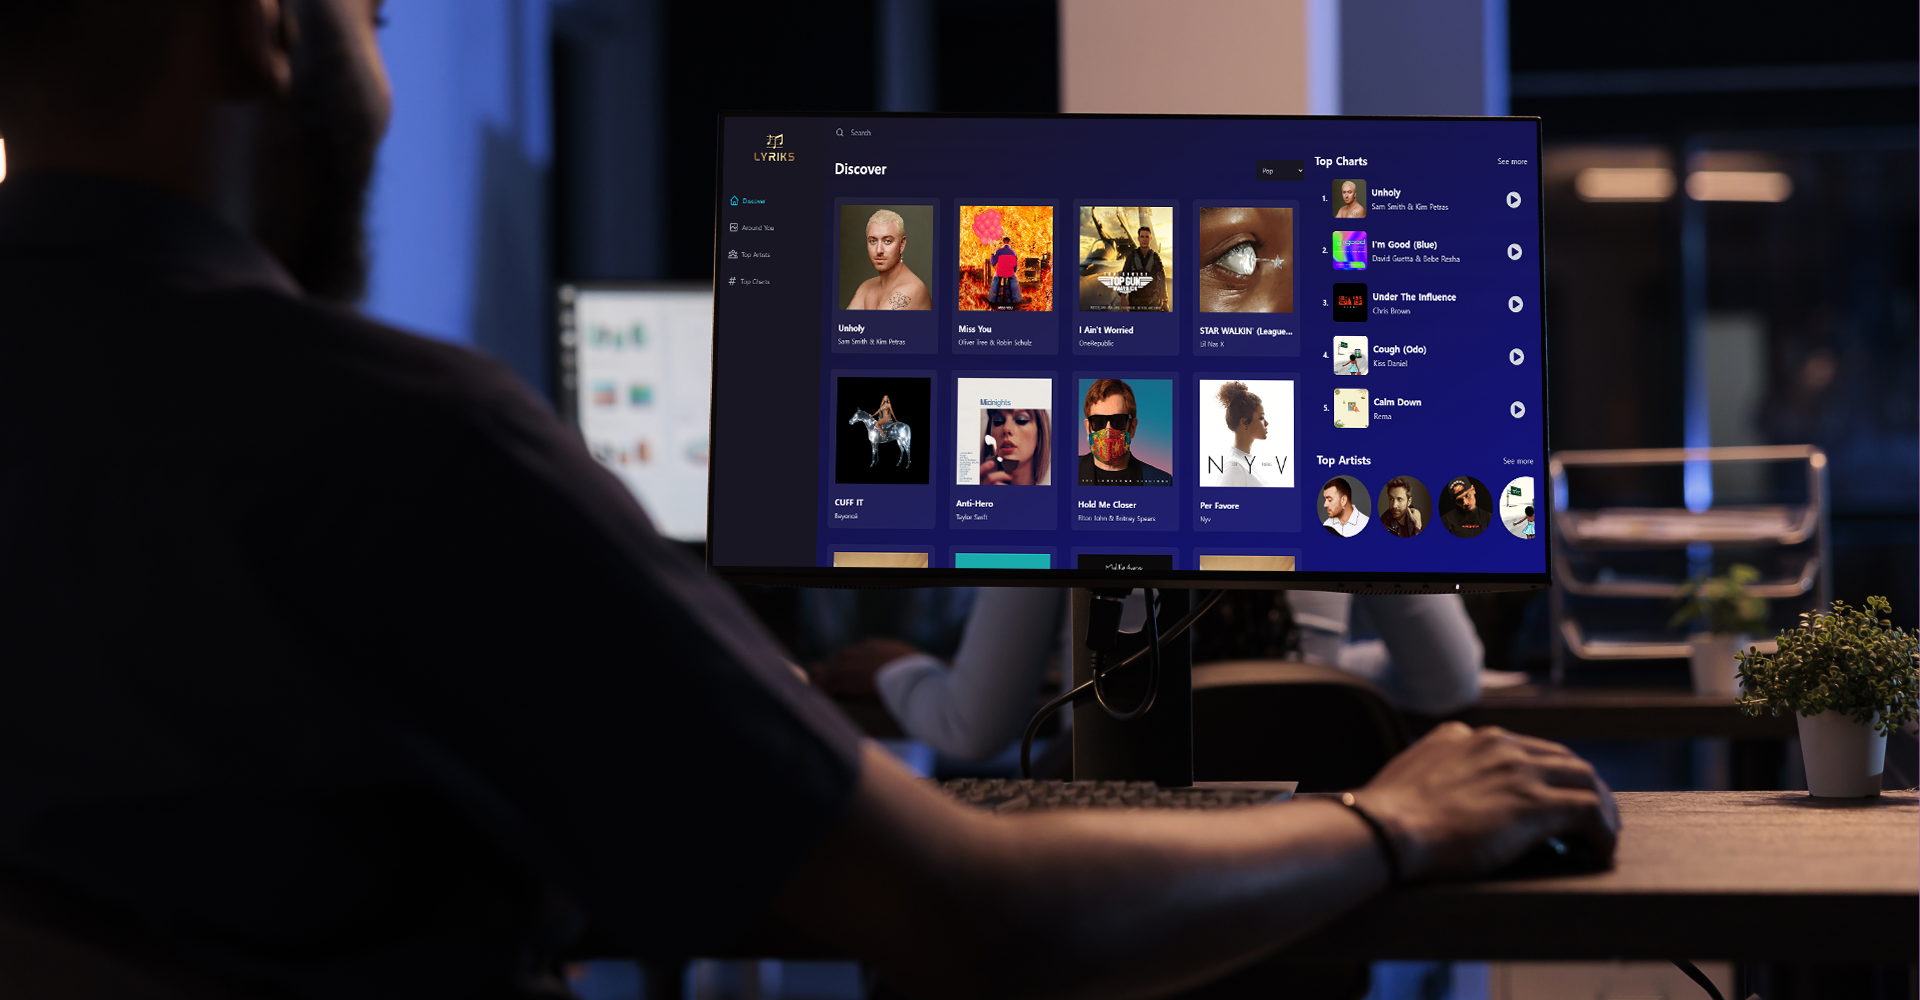 LYRIKS
Discover
Around You
Top Artists
Top Charts
Search
Discover
Pop
Unholy
Sam Smith & Kim Petras
Miss You
Oliver Tree & Robin Schulz
TOP GUN
I Ain't Worried
OneRepublic
STAR WALKIN' (League...
Lil Nas X
CUFF IT
Beyoncé
Midnights
Anti-Hero
Taylor Swift
Hold Me Closer
Elton John & Britney Spears
N Y V
Per Favore
Nyv
Top Charts
See more
1.
Unholy
Sam Smith & Kim Petras
2.
I'm Good (Blue)
David Guetta & Bebe Rexha
3.
Under The Influence
Chris Brown
4.
Cough (Odo)
Kiss Daniel
5.
Calm Down
Rema
Top Artists
See more